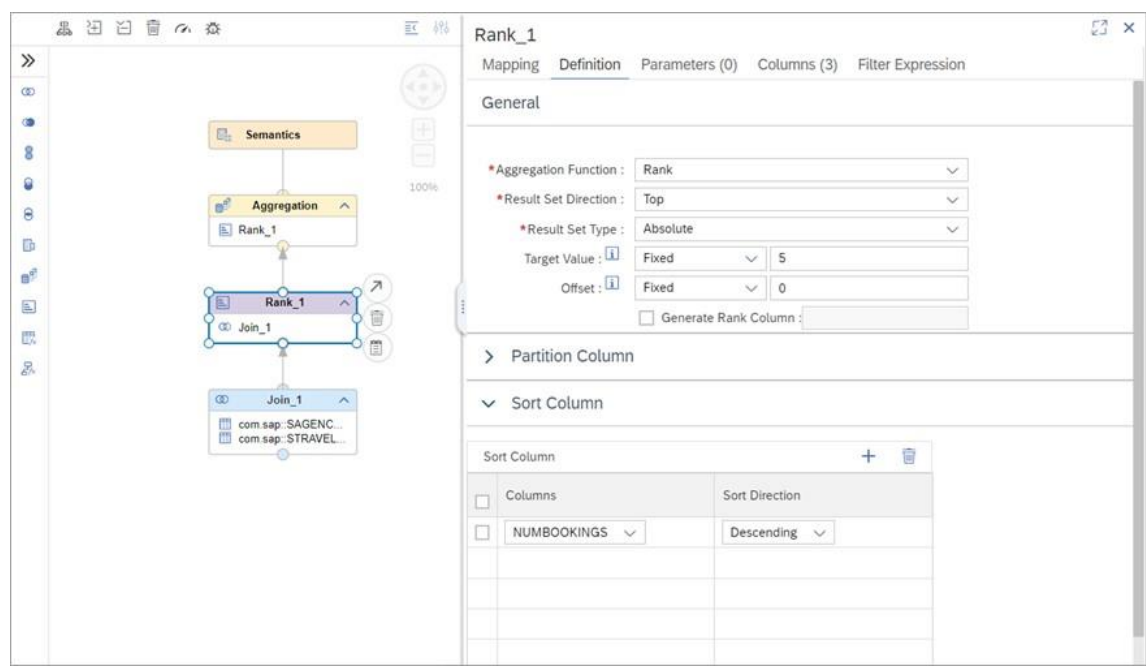 Semantics
Aggregation
Rank_1
Rank_1
Join_1
Join_1
com.sap::SAGENC...
com.sap::STRAVEL...
100%
Rank_1
Mapping Definition Parameters (0) Columns (3) Filter Expression
General
*Aggregation Function : Rank
*Result Set Direction : Top
*Result Set Type : Absolute
Target Value : Fixed 5
Offset : Fixed 0
Generate Rank Column :
Partition Column
Sort Column
Sort Column
Columns Sort Direction
NUMBOOKINGS Descending